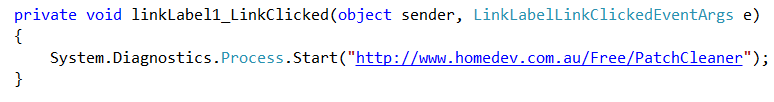 private void linkLabel1_LinkClicked(object sender, LinkLabelLinkClickedEventArgs e)
{
    System.Diagnostics.Process.Start("http://www.homedev.com.au/Free/PatchCleaner");
}